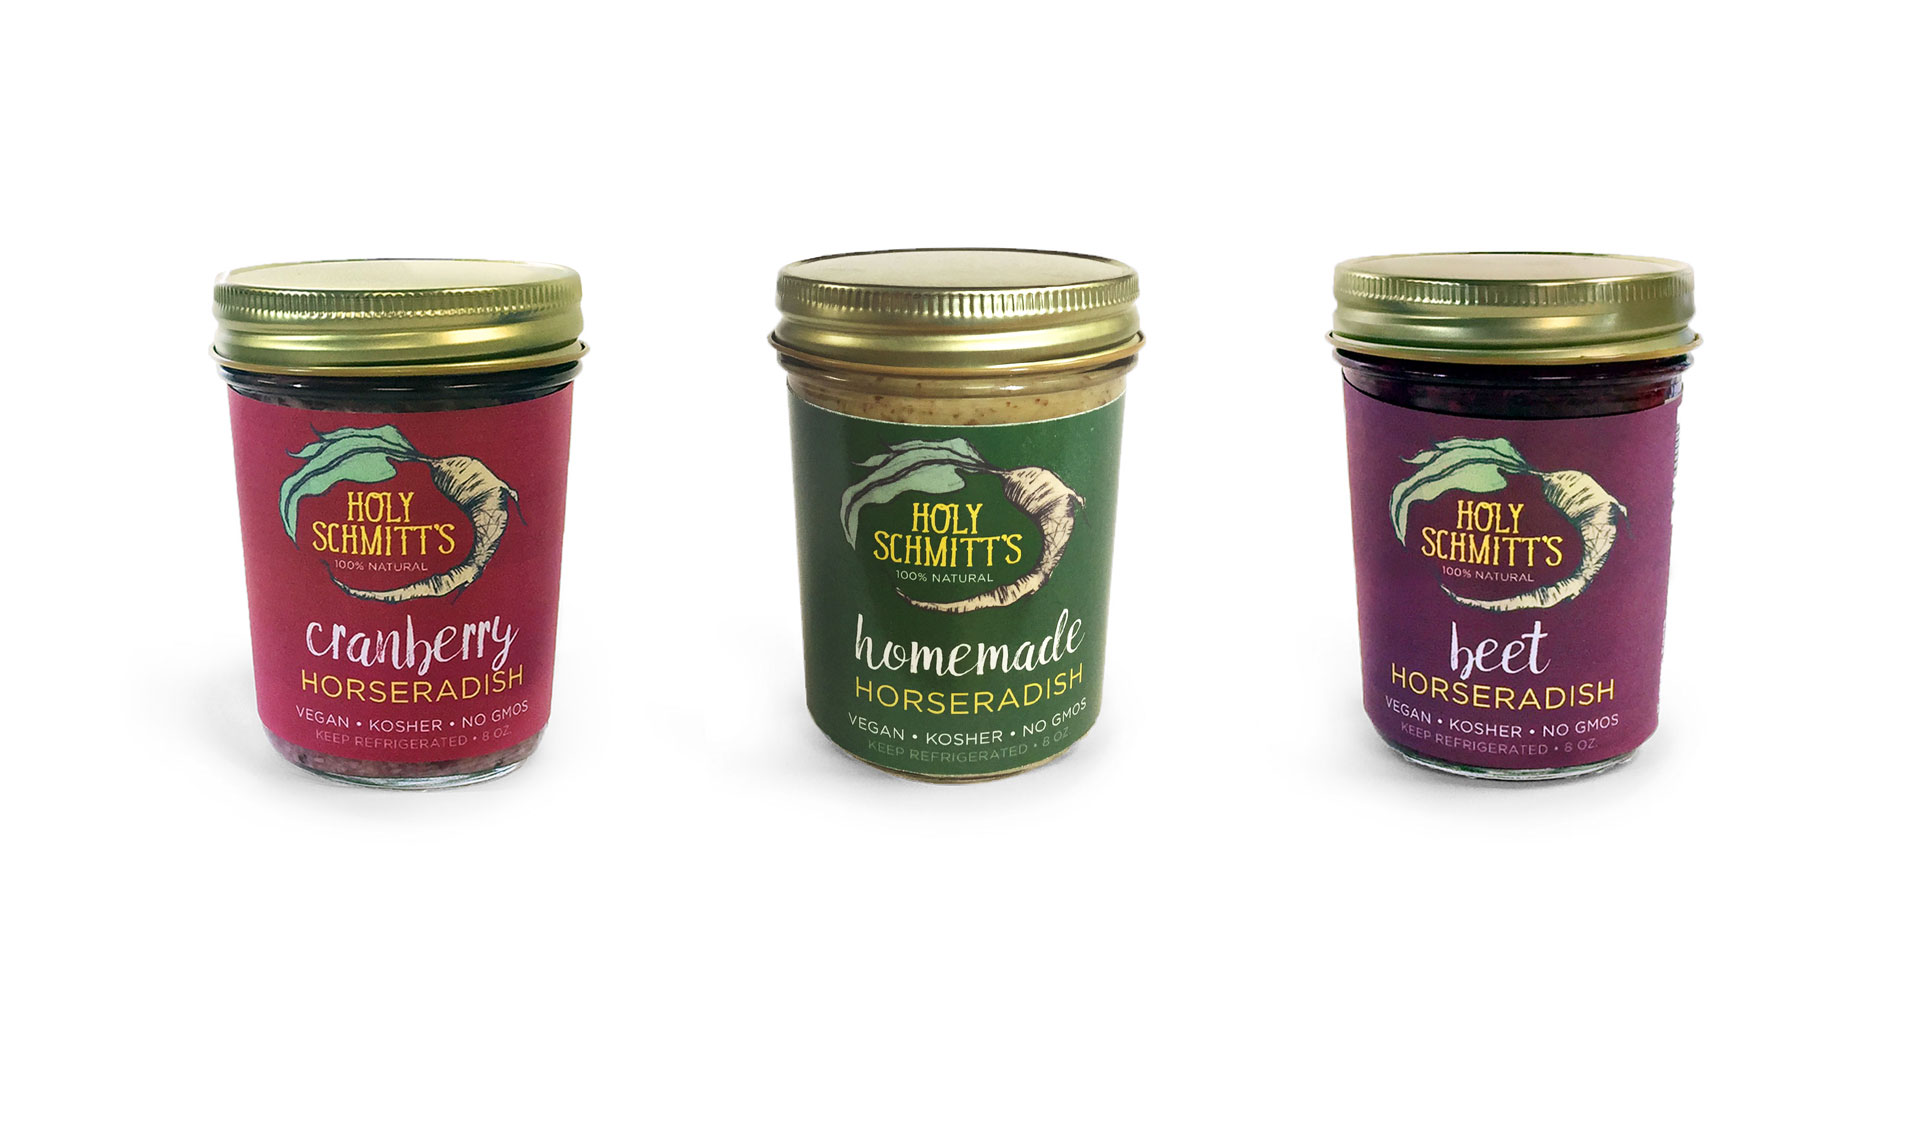 HOLY
SCHMITT'S
100% NATURAL
cranberry
HORSERADISH
VEGAN • KOSHER • NO GMOS
KEEP REFRIGERATED • 8 OZ.
HOLY
SCHMITT'S
100% NATURAL
homemade
HORSERADISH
VEGAN • KOSHER • NO GMOS
KEEP REFRIGERATED • 8 OZ.
HOLY
SCHMITT'S
100% NATURAL
beet
HORSERADISH
VEGAN • KOSHER • NO GMOS
KEEP REFRIGERATED • 8 OZ.